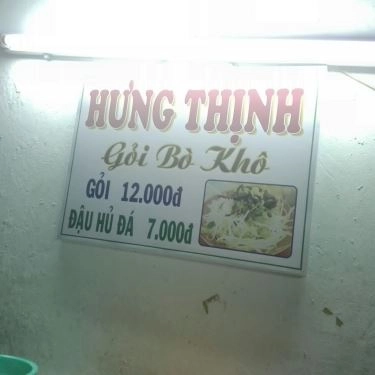 HƯNG THỊNH
Gỏi Bò Khô
GỎI 12.000đ
ĐẬU HỦ ĐÁ 7.000đ